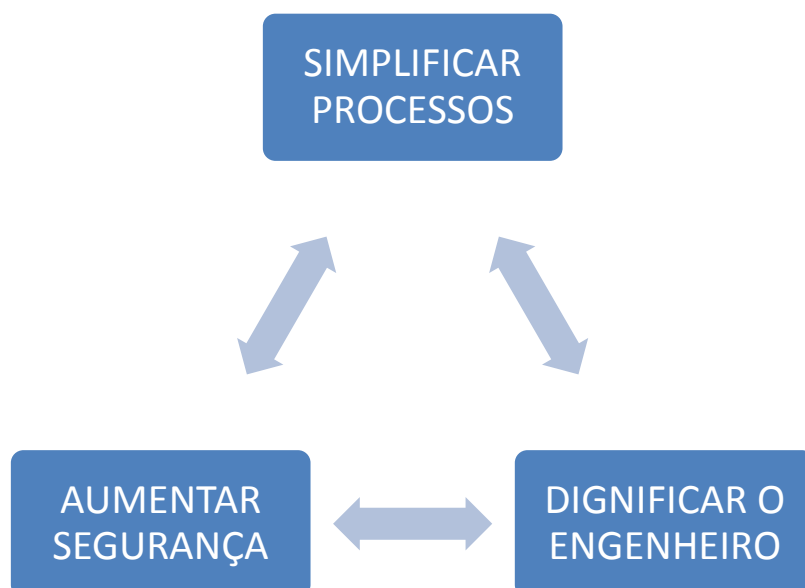 SIMPLIFICAR
PROCESSOS
AUMENTAR
SEGURANÇA
DIGNIFICAR O
ENGENHEIRO